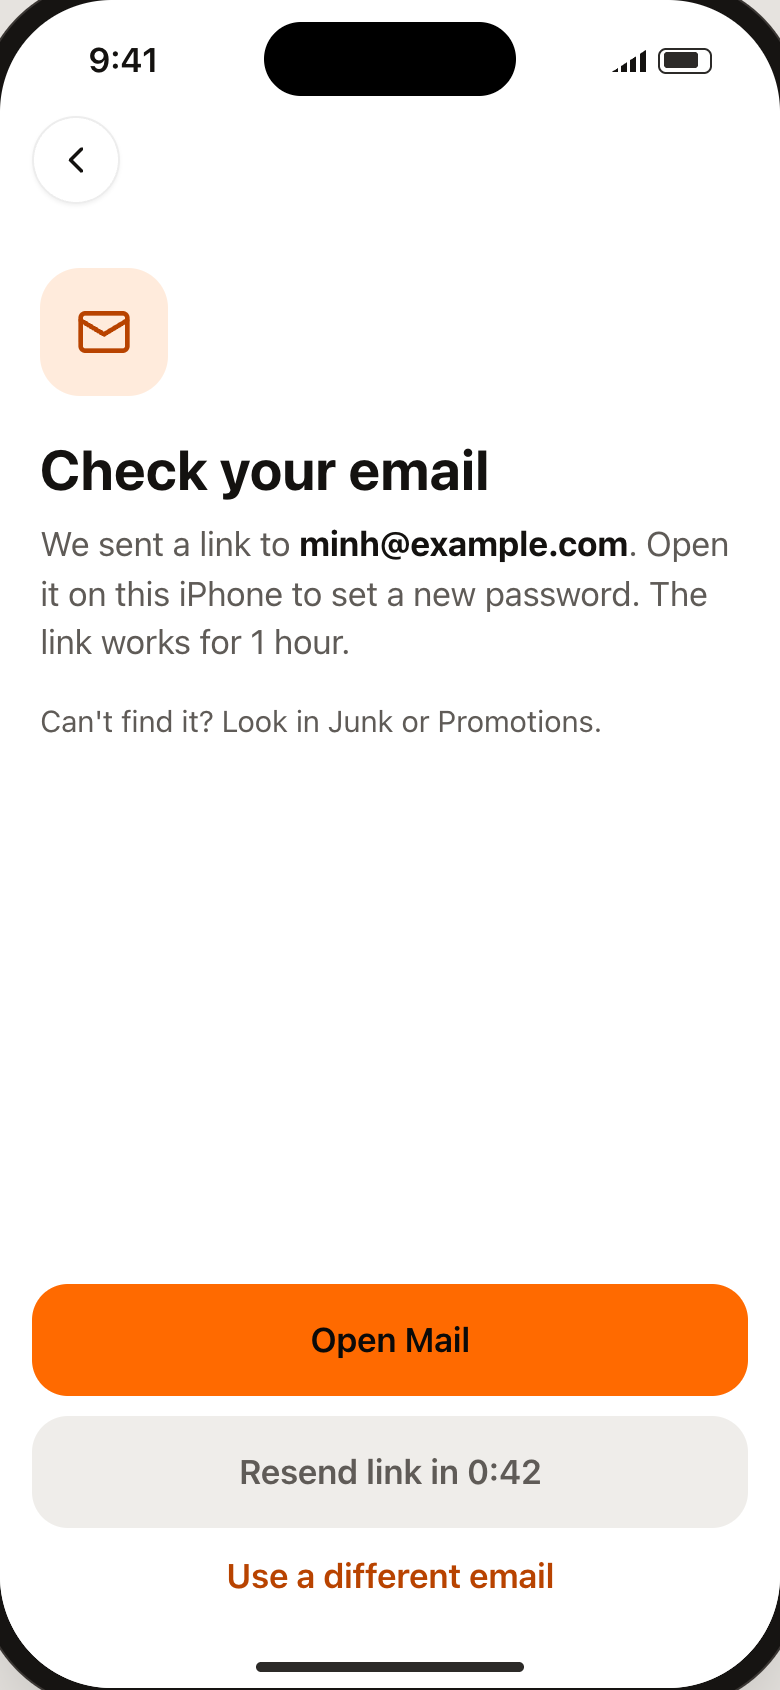 9:41
Check your email
We sent a link to minh@example.com. Open
it on this iPhone to set a new password. The
link works for 1 hour.
Can't find it? Look in Junk or Promotions.
Open Mail
Resend link in 0:42
Use a different email